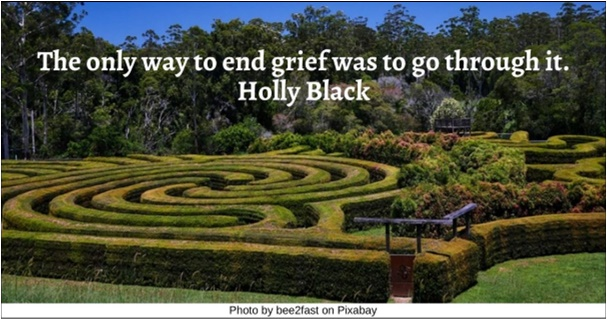 The only way to end grief was to go through it.
Holly Black
Photo by bee2fast on Pixabay